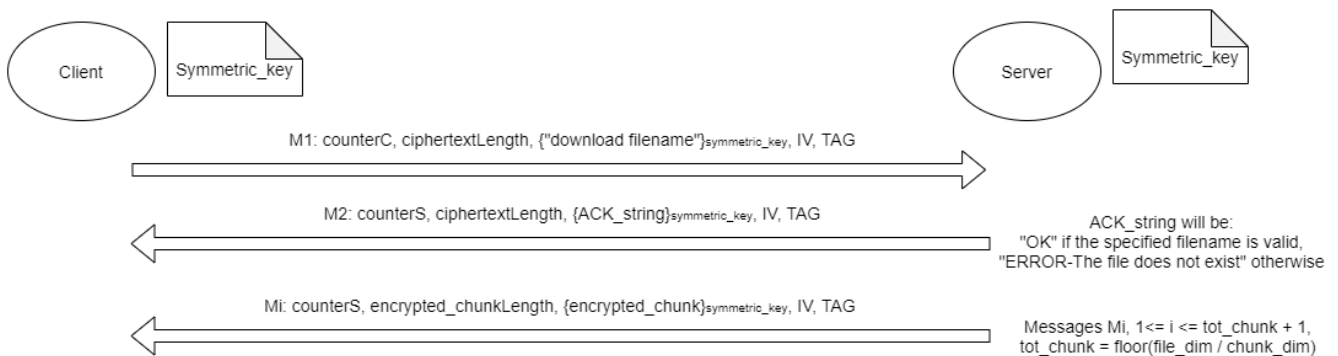 Client
Symmetric_key
Server
Symmetric_key
M1: counterC, ciphertextLength, {"download filename"}symmetric_key, IV, TAG
M2: counterS, ciphertextLength, {ACK_string}symmetric_key, IV, TAG
ACK_string will be:
"OK" if the specified filename is valid,
"ERROR-The file does not exist" otherwise
Mi: counterS, encrypted_chunkLength, {encrypted_chunk}symmetric_key, IV, TAG
Messages Mi, 1<= i <= tot_chunk + 1,
tot_chunk = floor(file_dim / chunk_dim)